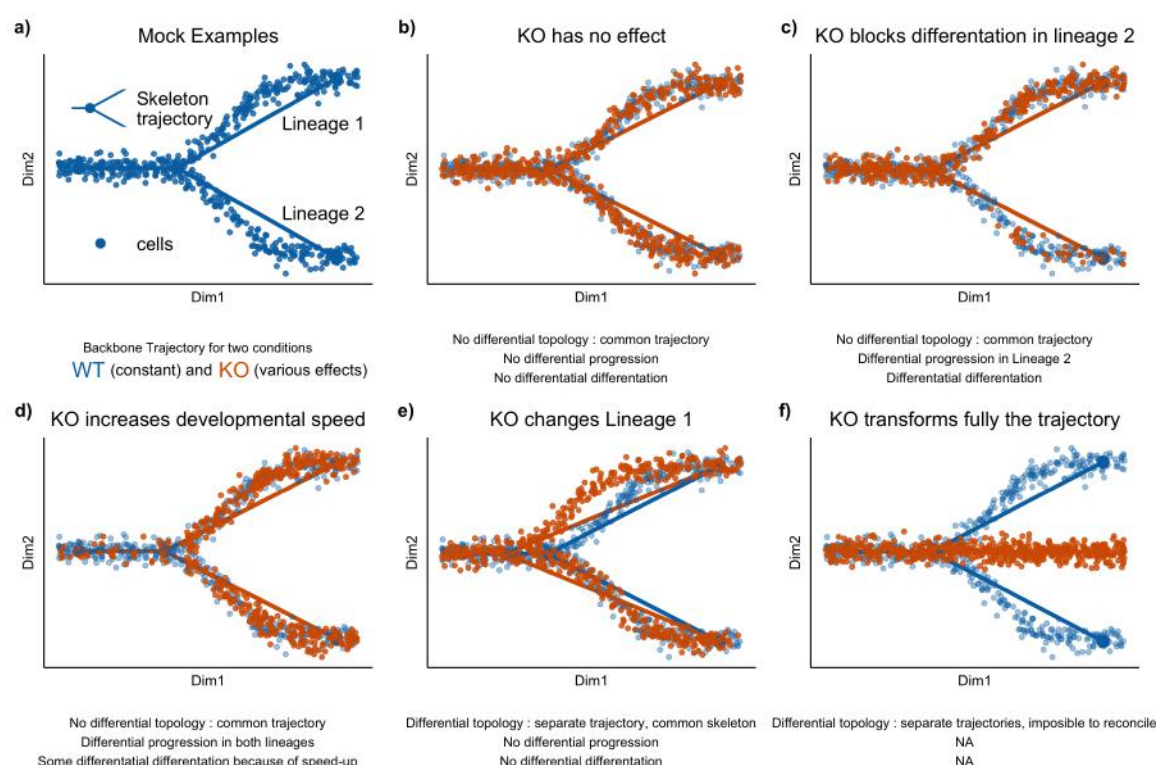 a)
Mock Examples
Skeleton
trajectory
Lineage 1
Lineage 2
cells
Dim2
Dim1
Backbone Trajectory for two conditions
WT (constant) and KO (various effects)
b)
KO has no effect
Dim2
Dim1
No differential topology : common trajectory
No differential progression
No differentatial differentation
c)
KO blocks differentation in lineage 2
Dim2
Dim1
No differential topology : common trajectory
Differential progression in Lineage 2
Differentatial differentation
d)
KO increases developmental speed
Dim2
Dim1
No differential topology : common trajectory
Differential progression in both lineages
Some differentatial differentation because of speed-up
e)
KO changes Lineage 1
Dim2
Dim1
Differential topology : separate trajectory, common skeleton
No differential progression
No differential differentation
f)
KO transforms fully the trajectory
Dim2
Dim1
Differential topology : separate trajectories, imposible to reconcile
NA
NA